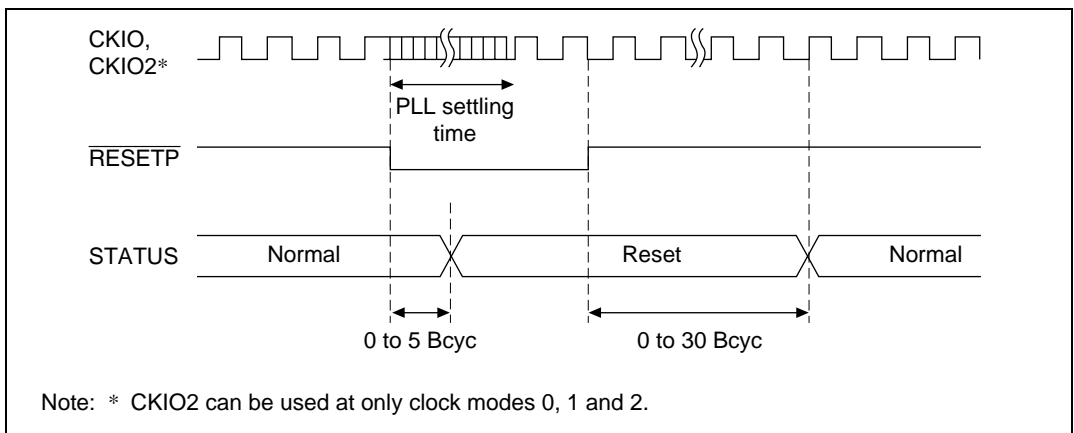 CKIO,
CKIO2*
PLL settling
time
RESETP
STATUS
Normal
Reset
Normal
0 to 5 Bcyc
0 to 30 Bcyc
Note: * CKIO2 can be used at only clock modes 0, 1 and 2.